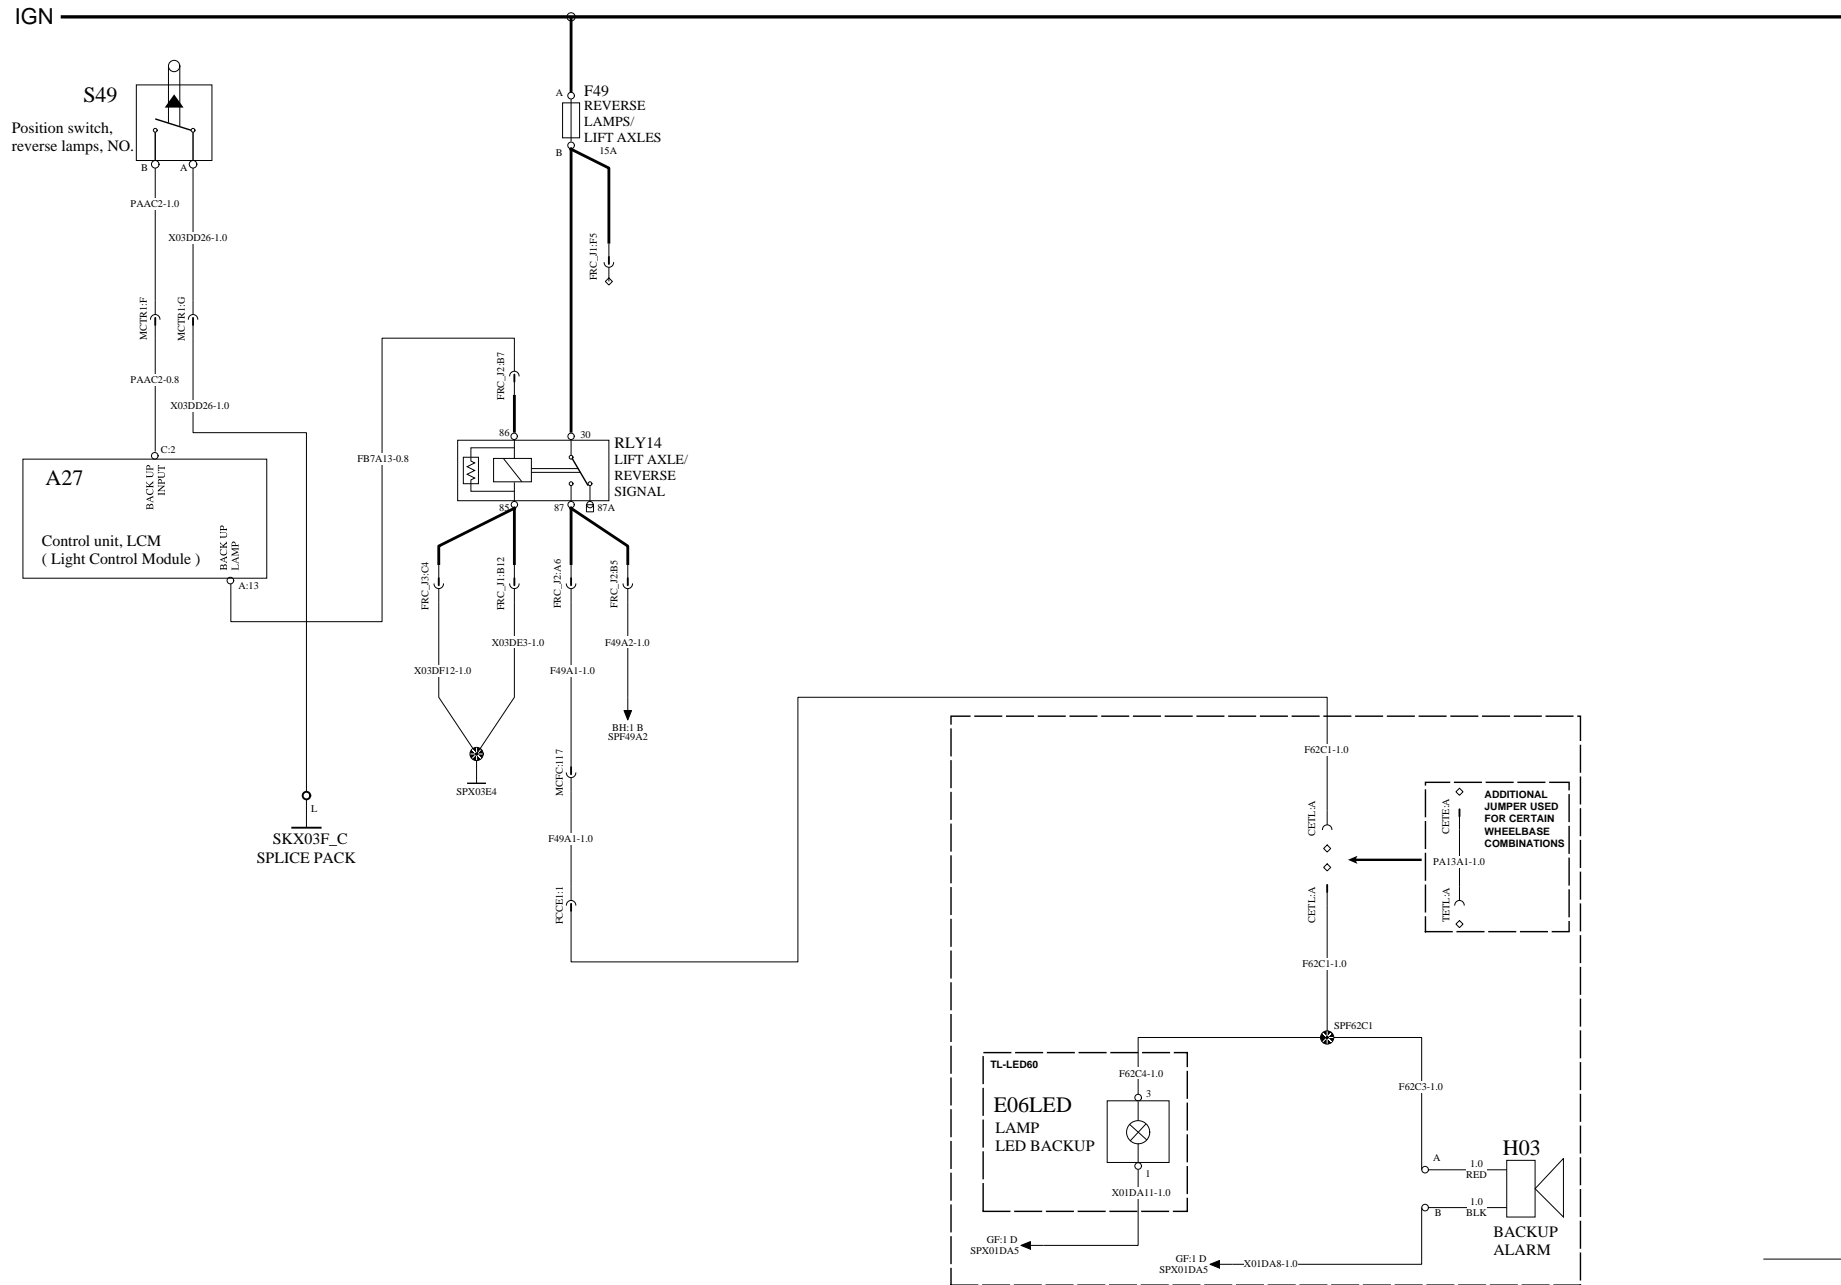 IGN
S49
Position switch,
reverse lamps, NO.
B
A
PAAC2-1.0
X03DD26-1.0
MCTR1:F
MCTR1:G
PAAC2-0.8
X03DD26-1.0
C:2
A27
BACK UP
INPUT
Control unit, LCM
( Light Control Module )
BACK UP
LAMP
A:13
L
SKX03F_C
SPLICE PACK
FB7A13-0.8
A
F49
REVERSE
LAMPS/
LIFT AXLES
B
15A
FRC_J1:F5
FRC_J2:B7
86
30
RLY14
LIFT AXLE/
REVERSE
SIGNAL
85
87
87A
FRC_J3:C4
FRC_J1:B12
FRC_J2:A6
FRC_J2:B5
X03DE3-1.0
F49A2-1.0
X03DF12-1.0
F49A1-1.0
BH:1 B
SPF49A2
SPX03E4
MCFC:117
F49A1-1.0
FCCE1:1
F62C1-1.0
CETL:A
CETL:A
F62C1-1.0
CETE:A
ADDITIONAL
JUMPER USED
FOR CERTAIN
WHEELBASE
COMBINATIONS
PA13A1-1.0
TETL:A
SPF62C1
TL-LED60
F62C4-1.0
3
E06LED
LAMP
LED BACKUP
1
X01DA11-1.0
GF:1 D
SPX01DA5
F62C3-1.0
H03
A
1.0
RED
B
1.0
BLK
BACKUP
ALARM
GF:1 D
SPX01DA5
X01DA8-1.0